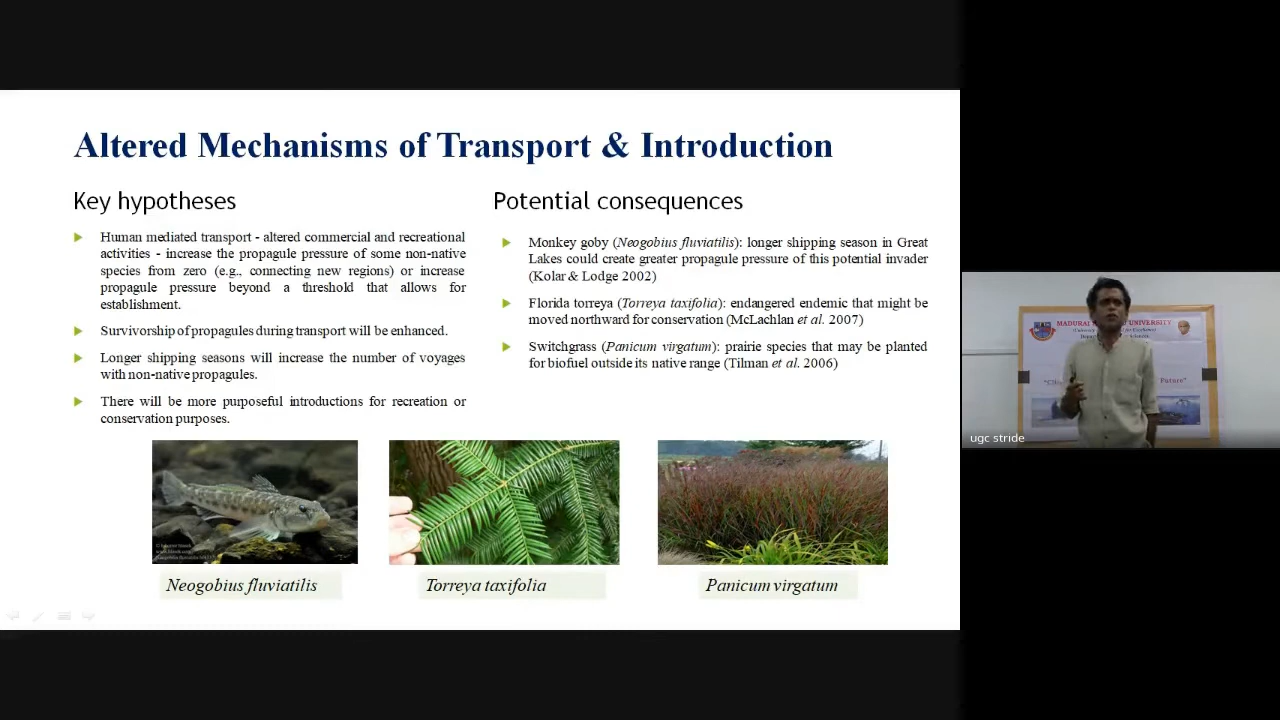 Altered Mechanisms of Transport & Introduction
Key hypotheses
Human mediated transport - altered commercial and recreational
activities - increase the propagule pressure of some non-native
species from zero (e.g., connecting new regions) or increase
propagule pressure beyond a threshold that allows for
establishment.
Survivorship of propagules during transport will be enhanced.
Longer shipping seasons will increase the number of voyages
with non-native propagules.
There will be more purposeful introductions for recreation or
conservation purposes.
Potential consequences
Monkey goby (Neogobius fluviatilis): longer shipping season in Great
Lakes could create greater propagule pressure of this potential invader
(Kolar & Lodge 2002)
Florida torreya (Torreya taxifolia): endangered endemic that might be
moved northward for conservation (McLachlan et al. 2007)
Switchgrass (Panicum virgatum): prairie species that may be planted
for biofuel outside its native range (Tilman et al. 2006)
Neogobius fluviatilis
Torreya taxifolia
Panicum virgatum
MADURAI UNIVERSITY
ugc stride